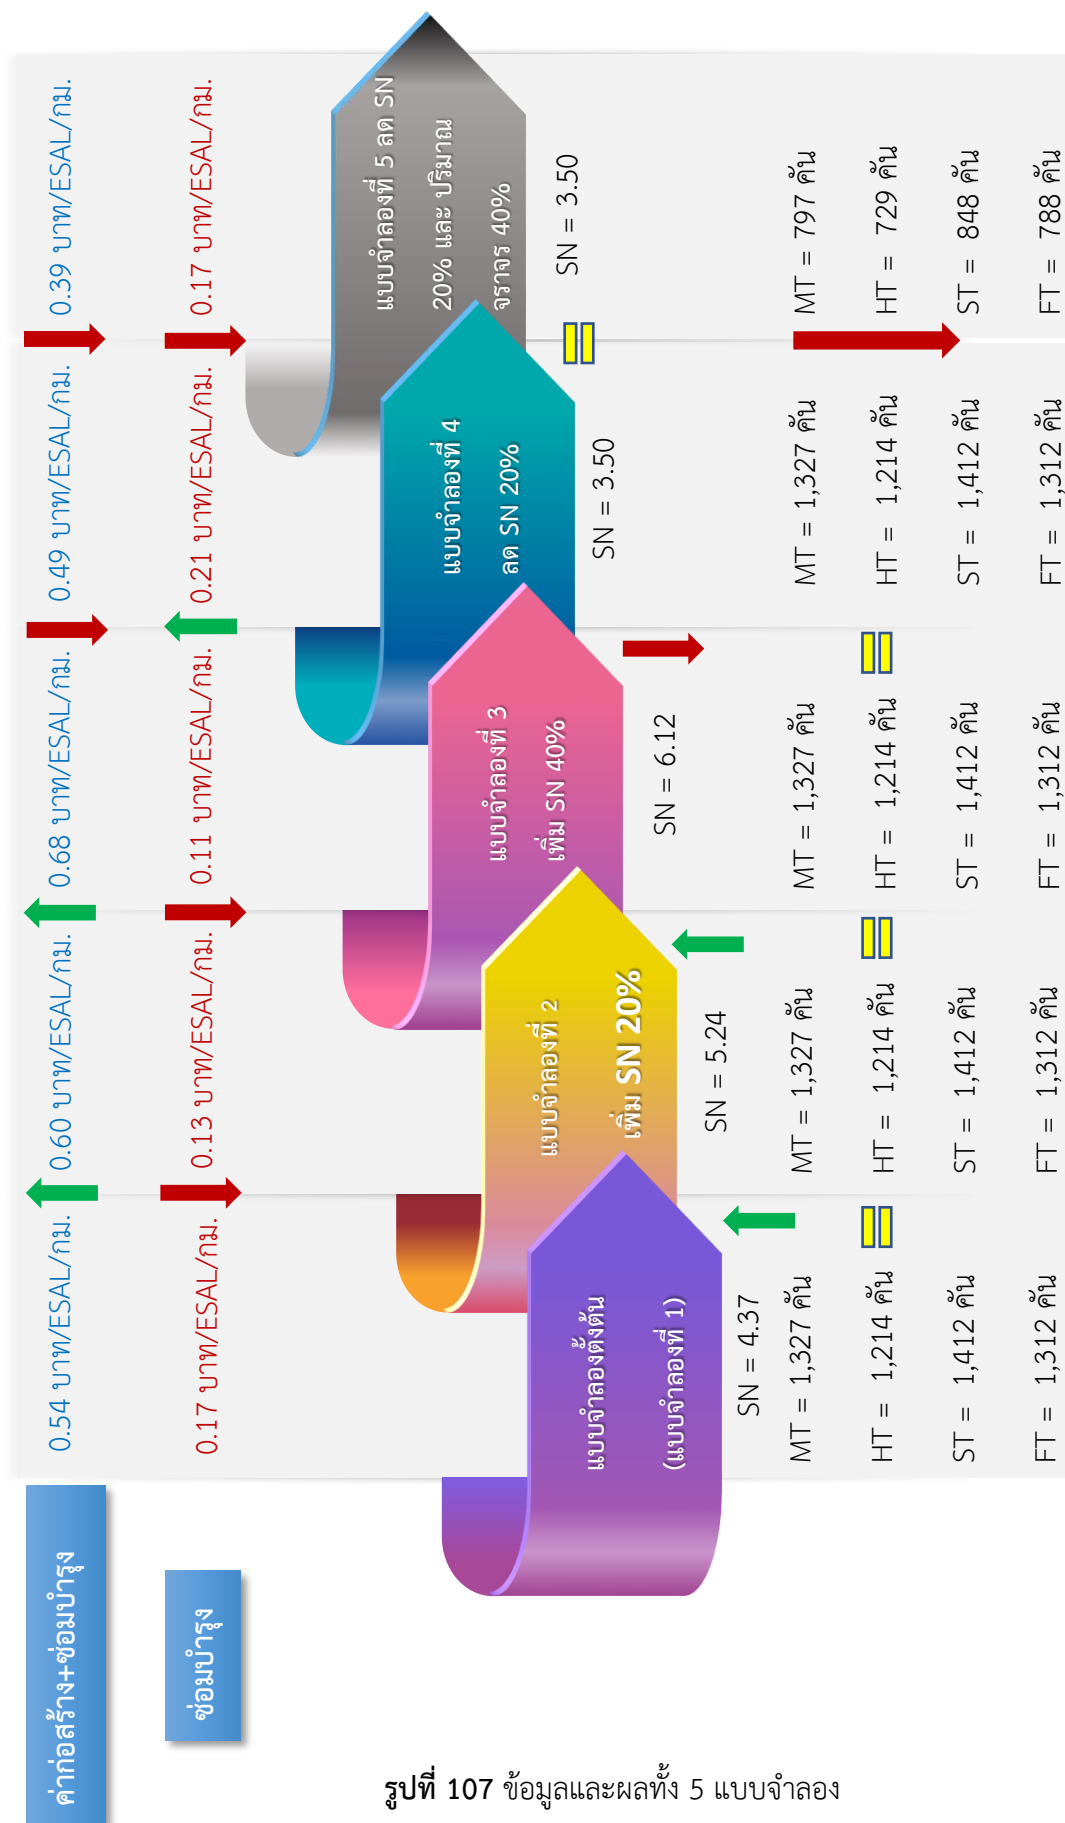 ค่าก่อสร้าง+ซ่อมบำรุง
0.54 บาท/ESAL/กม.
0.60 บาท/ESAL/กม.
0.68 บาท/ESAL/กม.
0.49 บาท/ESAL/กม.
0.39 บาท/ESAL/กม.
ซ่อมบำรุง
0.17 บาท/ESAL/กม.
0.13 บาท/ESAL/กม.
0.11 บาท/ESAL/กม.
0.21 บาท/ESAL/กม.
0.17 บาท/ESAL/กม.
แบบจำลองตั้งต้น
(แบบจำลองที่ 1)
SN = 4.37
MT = 1,327 คัน
HT = 1,214 คัน
ST = 1,412 คัน
FT = 1,312 คัน
แบบจำลองที่ 2
เพิ่ม SN 20%
SN = 5.24
MT = 1,327 คัน
HT = 1,214 คัน
ST = 1,412 คัน
FT = 1,312 คัน
แบบจำลองที่ 3
เพิ่ม SN 40%
SN = 6.12
MT = 1,327 คัน
HT = 1,214 คัน
ST = 1,412 คัน
FT = 1,312 คัน
แบบจำลองที่ 4
ลด SN 20%
SN = 3.50
MT = 1,327 คัน
HT = 1,214 คัน
ST = 1,412 คัน
FT = 1,312 คัน
แบบจำลองที่ 5 ลด SN
20% และ ปริมาณ
จราจร 40%
SN = 3.50
MT = 797 คัน
HT = 729 คัน
ST = 848 คัน
FT = 788 คัน
รูปที่ 107 ข้อมูลและผลทั้ง 5 แบบจำลอง